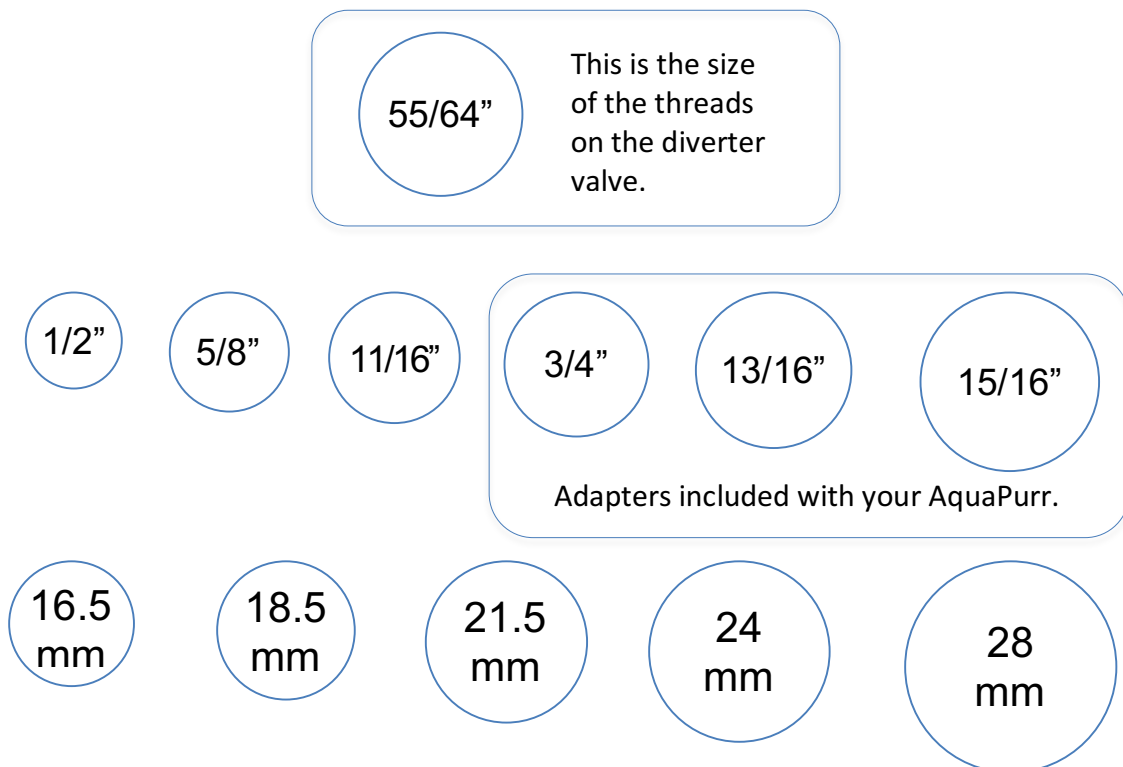 55/64”
This is the size
of the threads
on the diverter
valve.
1/2”
5/8”
11/16”
3/4”
13/16”
15/16”
Adapters included with your AquaPurr.
16.5
mm
18.5
mm
21.5
mm
24
mm
28
mm